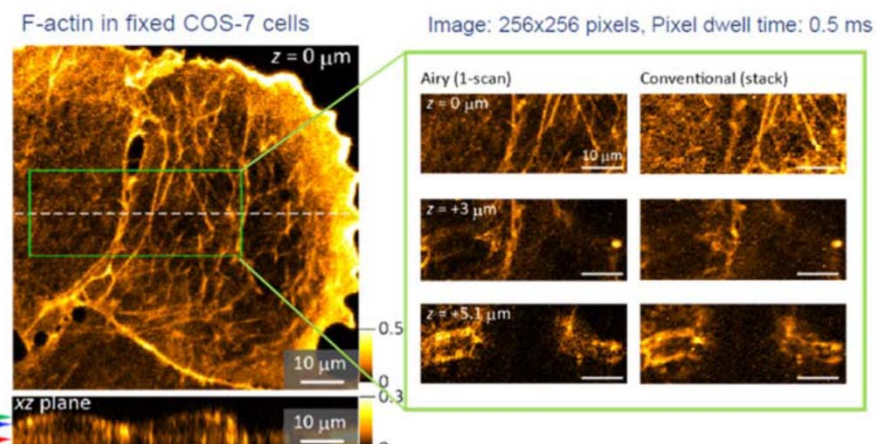 F-actin in fixed COS-7 cells
Image: 256x256 pixels, Pixel dwell time: 0.5 ms
z = 0 μm
Airy (1-scan)
Conventional (stack)
z = 0 μm
10 μm
z = +3 μm
z = +5.1 μm
0.5
10 μm
0
xz plane
0.3
10 μm